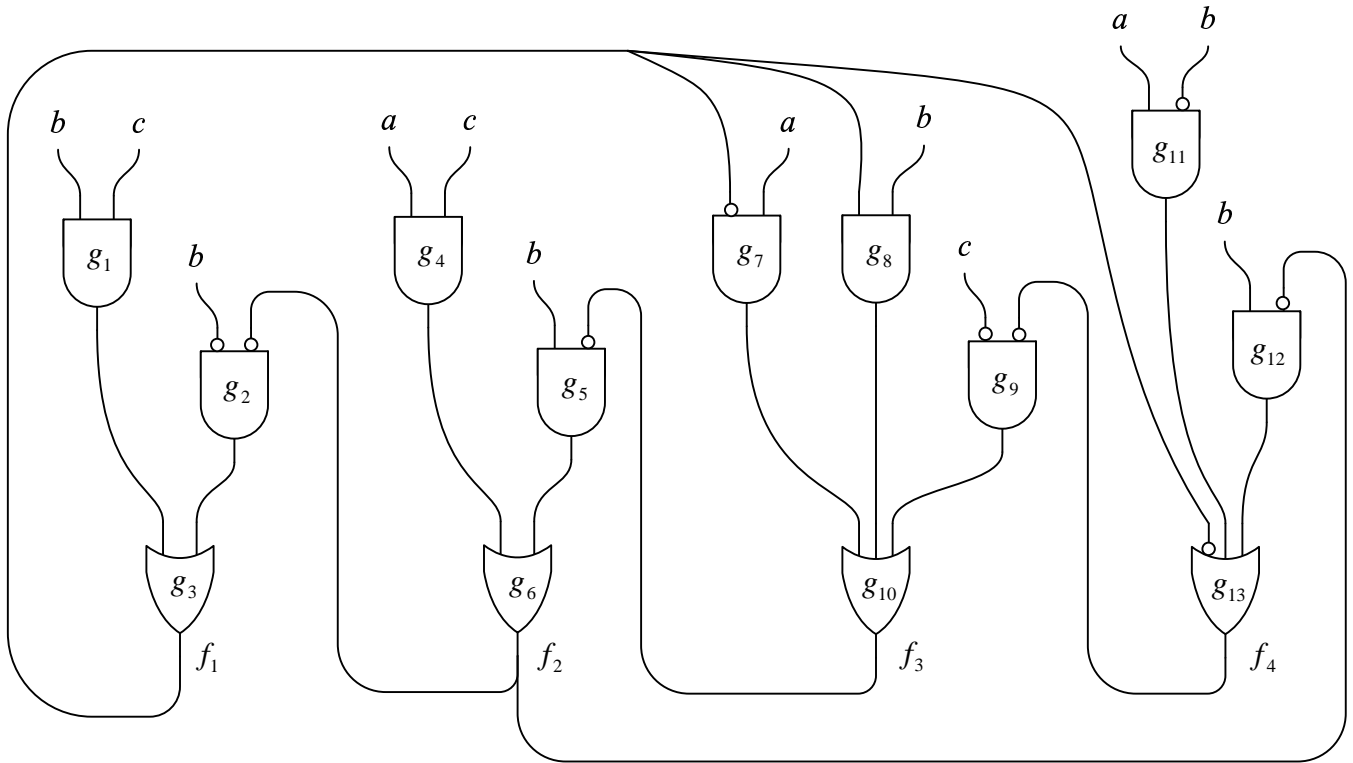 a b
b c a c a b
g₁₁
b
g₁ b g₄ b g₇ g₈ c
g₁₂
g₂ g₅ g₉
g₃ g₆ g₁₀ g₁₃
f₁ f₂ f₃ f₄